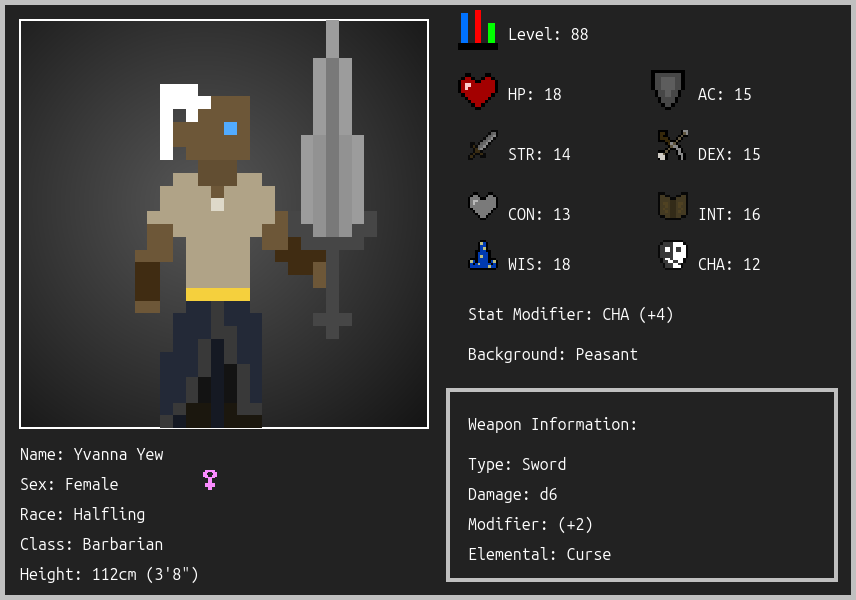 Level: 88
HP: 18
AC: 15
STR: 14
DEX: 15
CON: 13
INT: 16
WIS: 18
CHA: 12
Stat Modifier: CHA (+4)
Background: Peasant
Weapon Information:
Type: Sword
Damage: d6
Modifier: (+2)
Elemental: Curse
Name: Yvanna Yew
Sex: Female
Race: Halfling
Class: Barbarian
Height: 112cm (3'8")